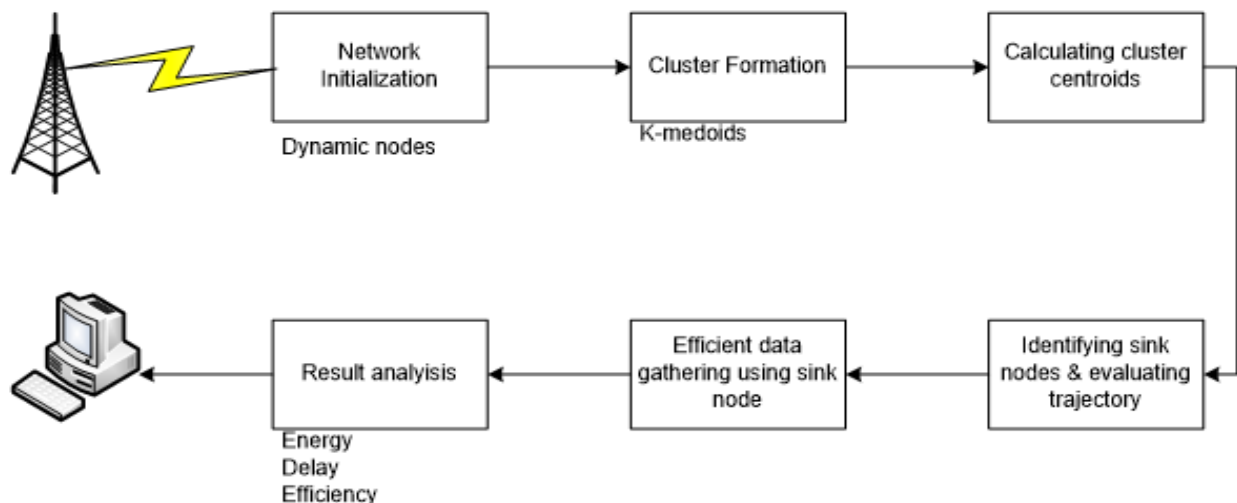 Network
Initialization
Dynamic nodes
Cluster Formation
K-medoids
Calculating cluster
centroids
Identifying sink
nodes & evaluating
trajectory
Efficient data
gathering using sink
node
Result analyisis
Energy
Delay
Efficiency